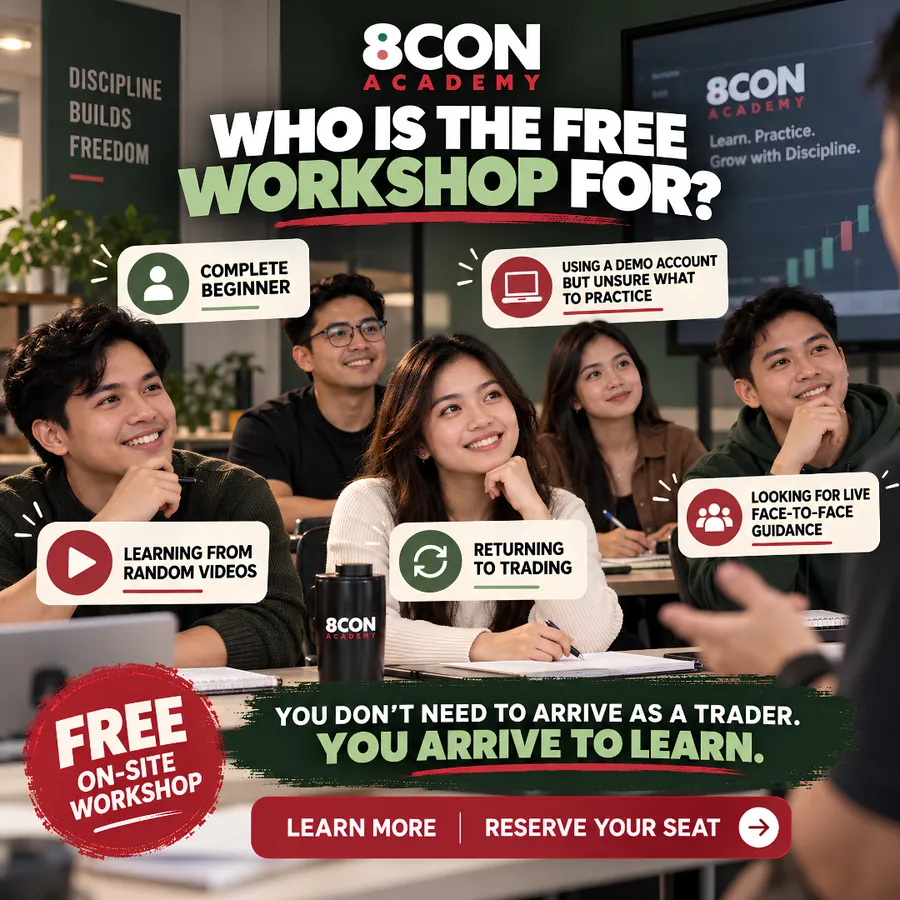 8CON
ACADEMY
WHO IS THE FREE
WORKSHOP FOR?
DISCIPLINE
BUILDS
FREEDOM
8CON
ACADEMY
Learn. Practice.
Grow with Discipline.
COMPLETE
BEGINNER
USING A DEMO ACCOUNT
BUT UNSURE WHAT
TO PRACTICE
LEARNING FROM
RANDOM VIDEOS
RETURNING
TO TRADING
LOOKING FOR LIVE
FACE-TO-FACE
GUIDANCE
8CON
ACADEMY
FREE
ON-SITE
WORKSHOP
YOU DON'T NEED TO ARRIVE AS A TRADER.
YOU ARRIVE TO LEARN.
LEARN MORE
RESERVE YOUR SEAT